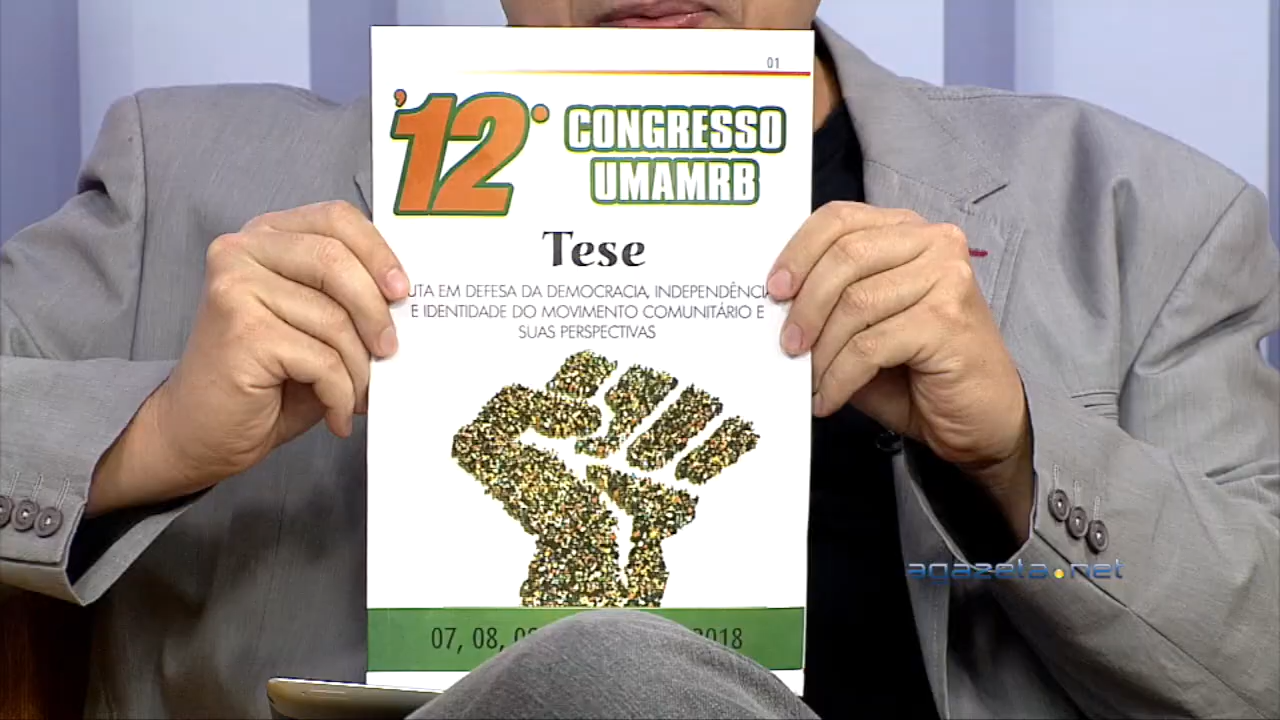 01
'12° CONGRESSO
UMAMRB
Tese
UTA EM DEFESA DA DEMOCRACIA, INDEPENDÊNCIA
E IDENTIDADE DO MOVIMENTO COMUNITÁRIO E
SUAS PERSPECTIVAS
07, 08, 2018
agazeta.net